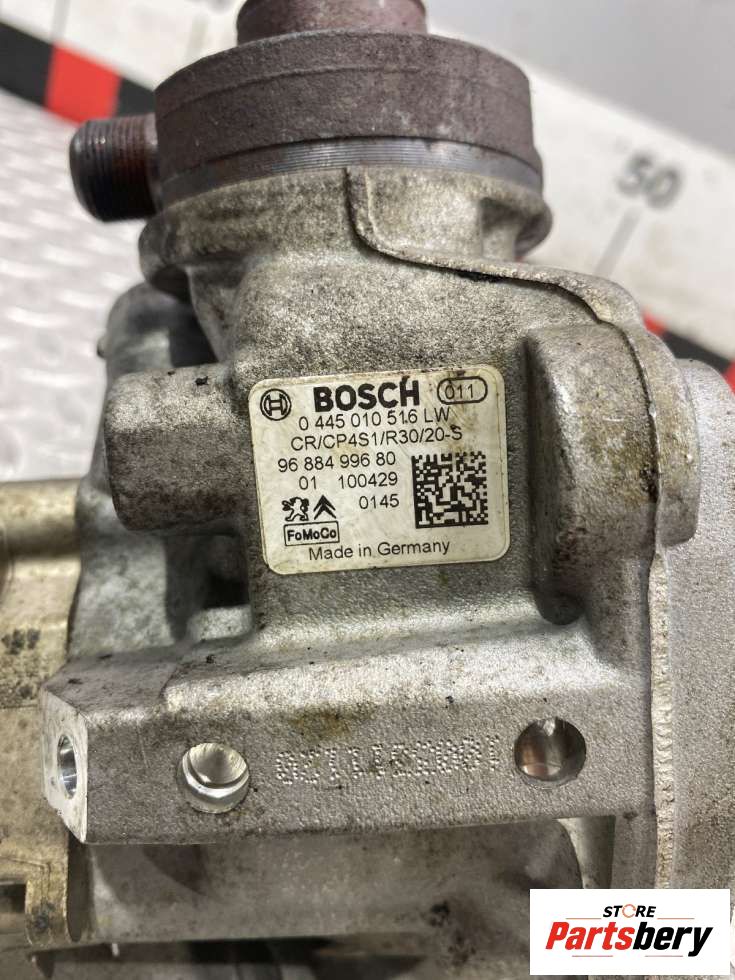 50
BOSCH 011
0 445 010 516 LW
CR/CP4S1/R30/20-S
96 884 996 80
01 100429
0145
FoMoCo
Made in Germany
STORE
Partsbery